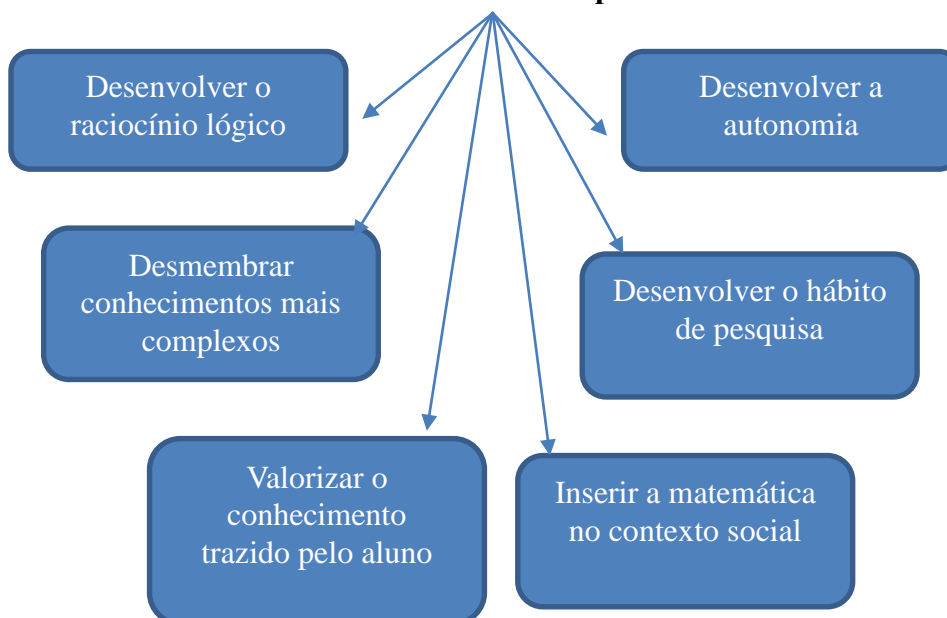 Desenvolver o
raciocínio lógico
Desenvolver a
autonomia
Desmembrar
conhecimentos mais
complexos
Desenvolver o hábito
de pesquisa
Valorizar o
conhecimento
trazido pelo aluno
Inserir a matemática
no contexto social